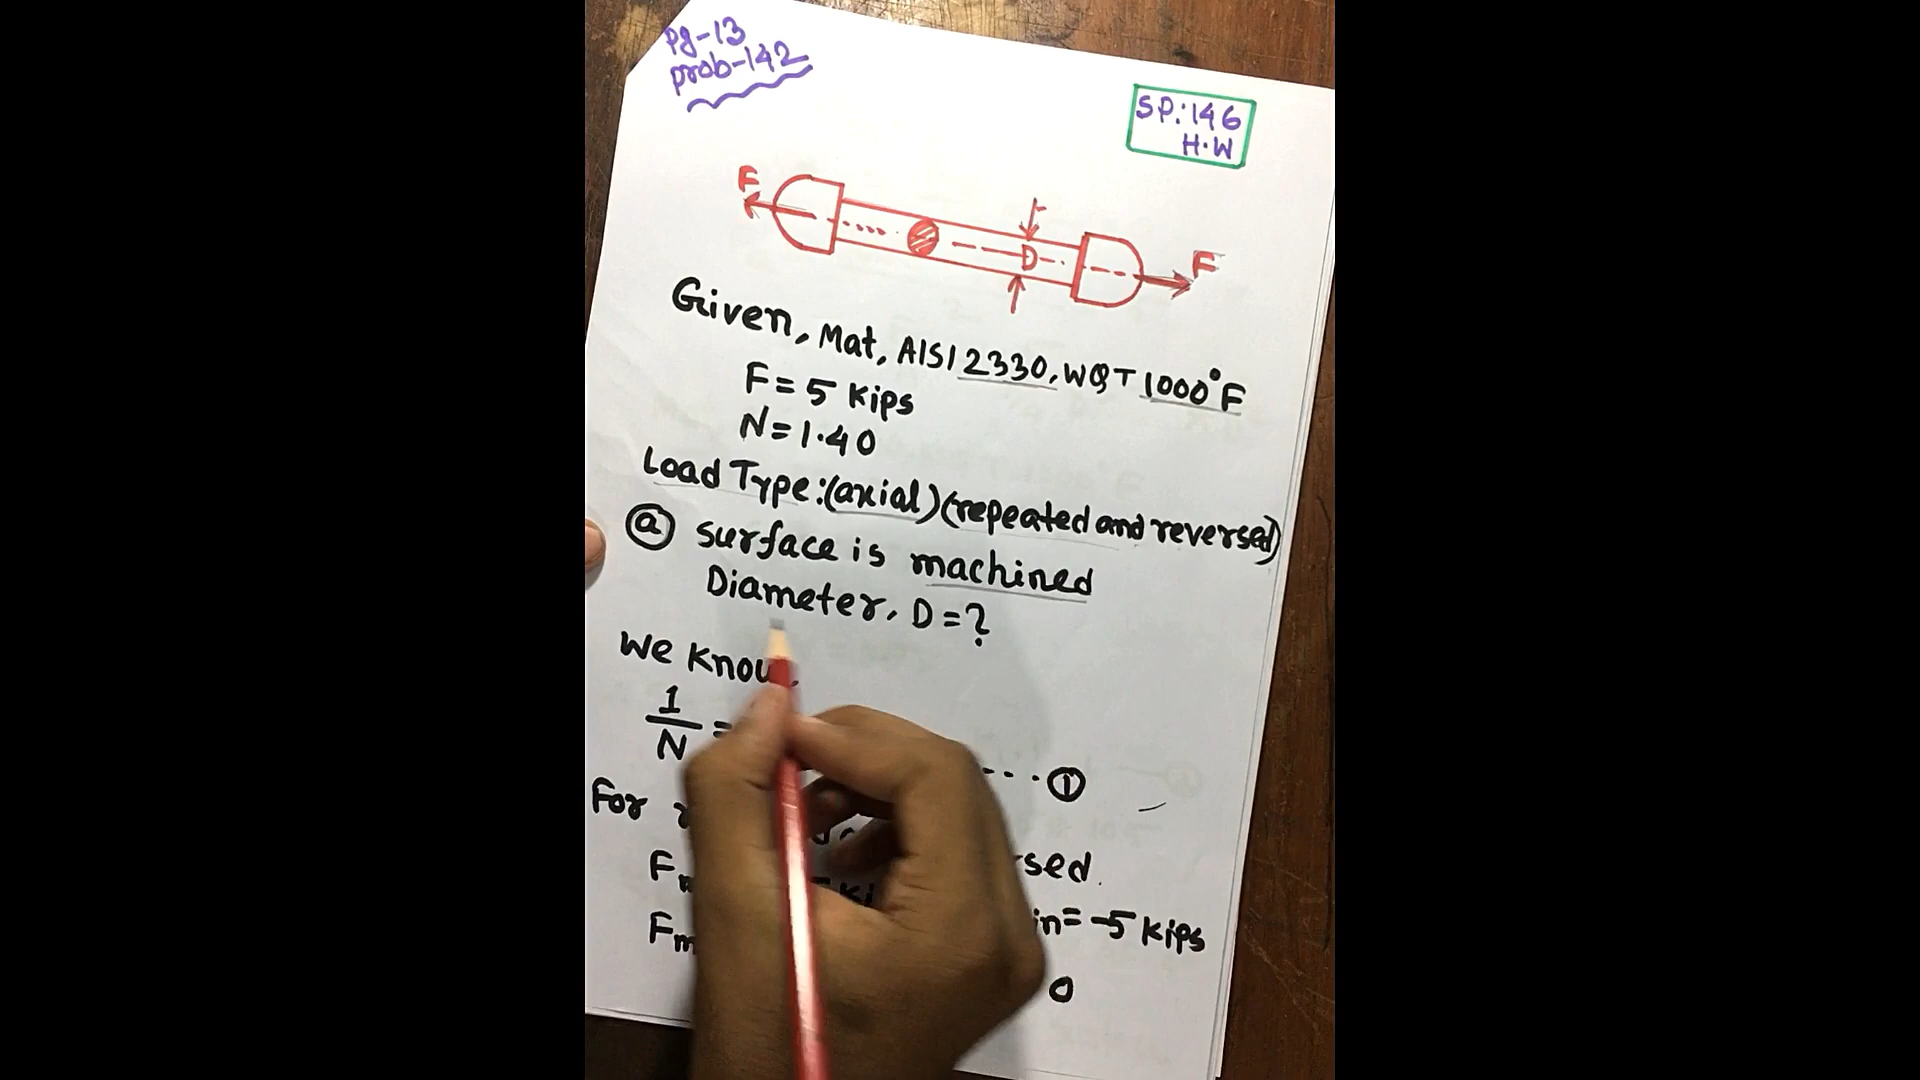 Pg-13
prob-142
SP:146
H.W
F
D
F
Given, Mat, AISI 2330, WQT 1000°F
F = 5 kips
N = 1.40
Load Type: (axial) (repeated and reversed)
ⓐ surface is machined
Diameter, D = ?
We know,
1/N = ... ①
For
in = -5 kips
0